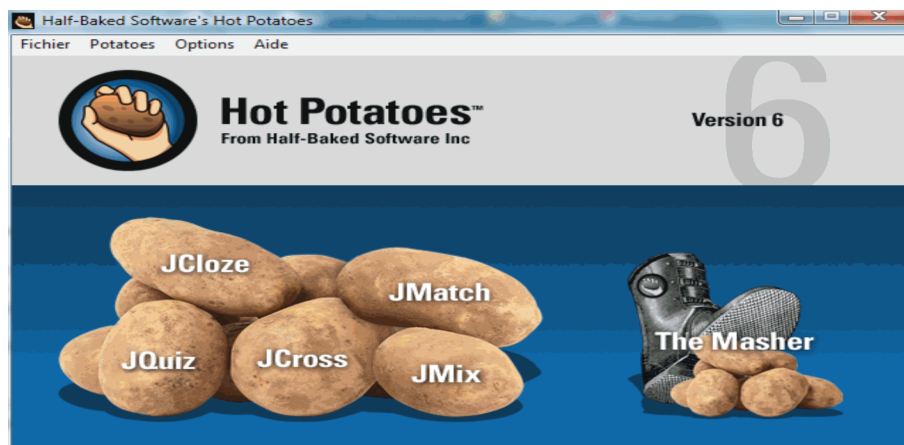 Half-Baked Software's Hot Potatoes
Fichier Potatoes Options Aide
Hot Potatoes™
From Half-Baked Software Inc
Version 6
6
JCloze
JMatch
JQuiz
JCross
JMix
The Masher